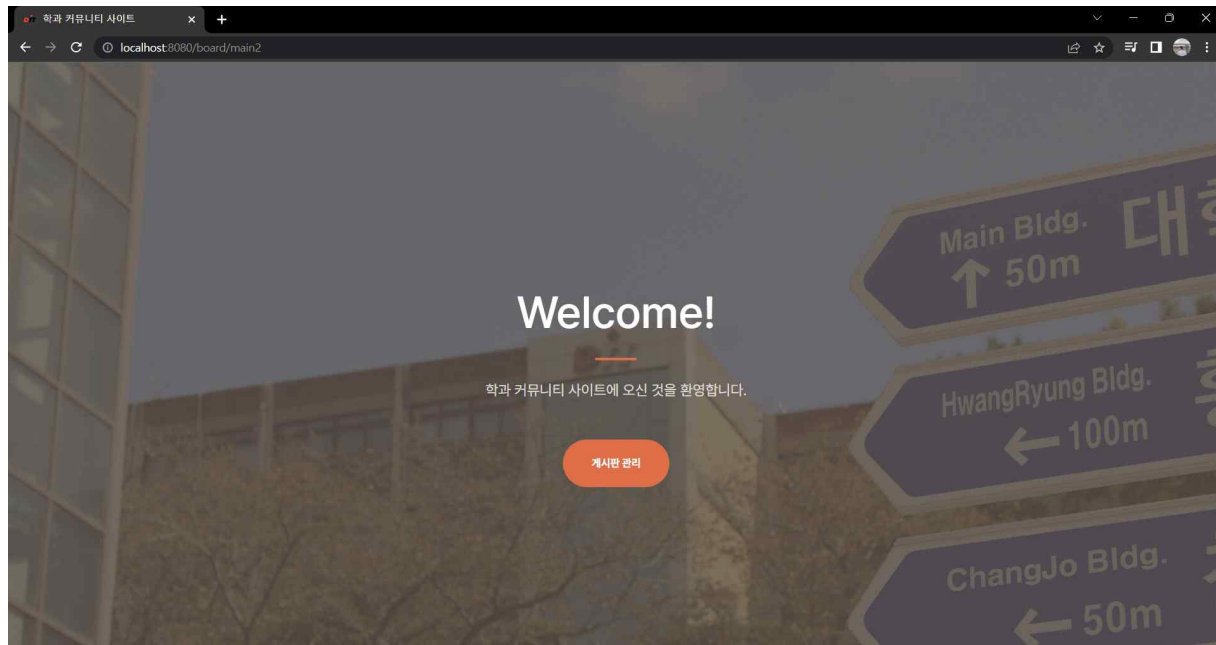 학과 커뮤니티 사이트
localhost:8080/board/main2
Main Bldg.
50m
대학
Welcome!
학과 커뮤니티 사이트에 오신 것을 환영합니다.
HwangRyung Bldg.
100m
게시판 관리
ChangJo Bldg.
50m